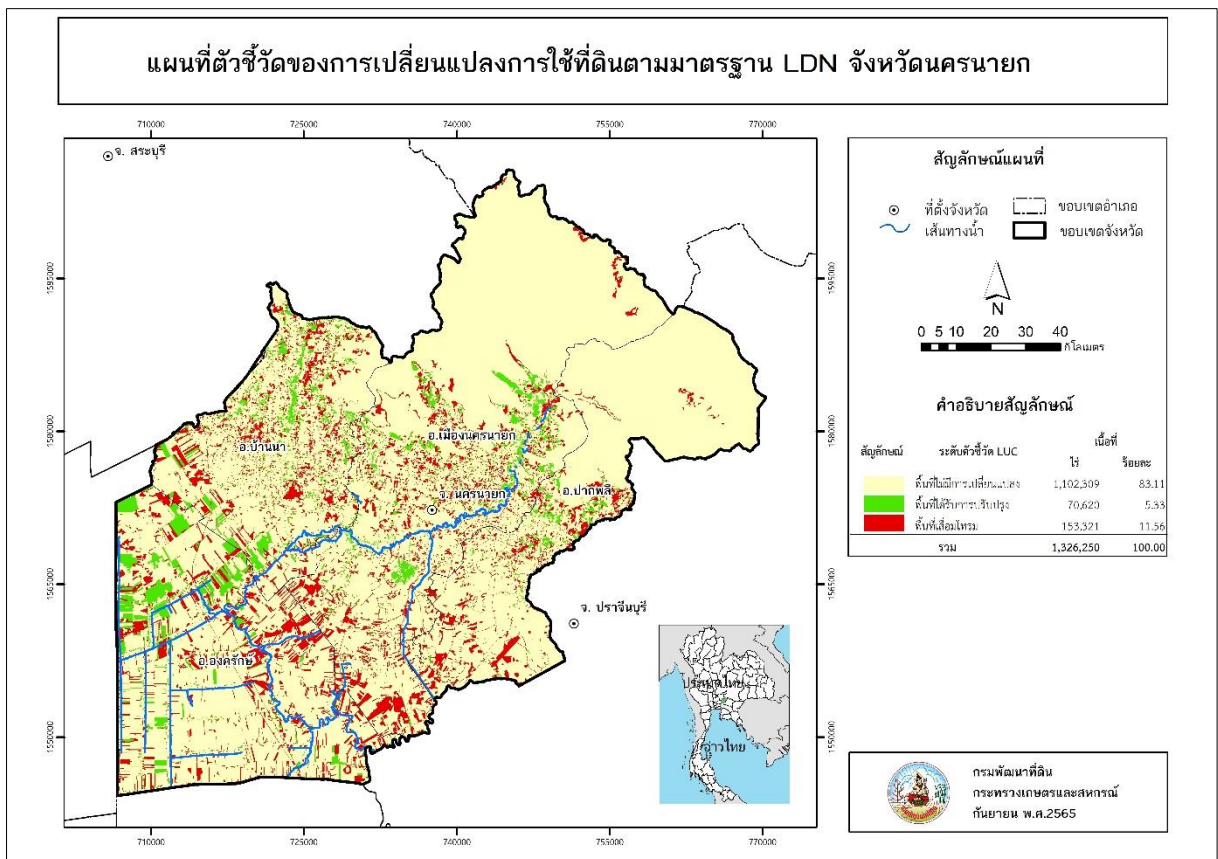 แผนที่ตัวชี้วัดของการเปลี่ยนแปลงการใช้ที่ดินตามมาตรฐาน LDN จังหวัดนครนายก
710000 725000 740000 755000 770000
จ. สระบุรี
1595000
1580000
1565000
1550000
1595000
1580000
1565000
1550000
อ.บ้านนา
อ.เมืองนครนายก
จ. นครนายก
อ.ปากพลี
จ. ปราจีนบุรี
อ.องครักษ์
ประเทศไทย
อ่าวไทย
710000 725000 740000 755000 770000
สัญลักษณ์แผนที่
ที่ตั้งจังหวัด ขอบเขตอำเภอ
เส้นทางน้ำ ขอบเขตจังหวัด
N
0 5 10 20 30 40
กิโลเมตร
คำอธิบายสัญลักษณ์
สัญลักษณ์ ระดับตัวชี้วัด LUC เนื้อที่
ไร่ ร้อยละ
พื้นที่ไม่มีการเปลี่ยนแปลง 1,102,309 83.11
พื้นที่ได้รับการปรับปรุง 70,620 5.33
พื้นที่เสื่อมโทรม 153,321 11.56
รวม 1,326,250 100.00
กรมพัฒนาที่ดิน
กระทรวงเกษตรและสหกรณ์
กันยายน พ.ศ.2565